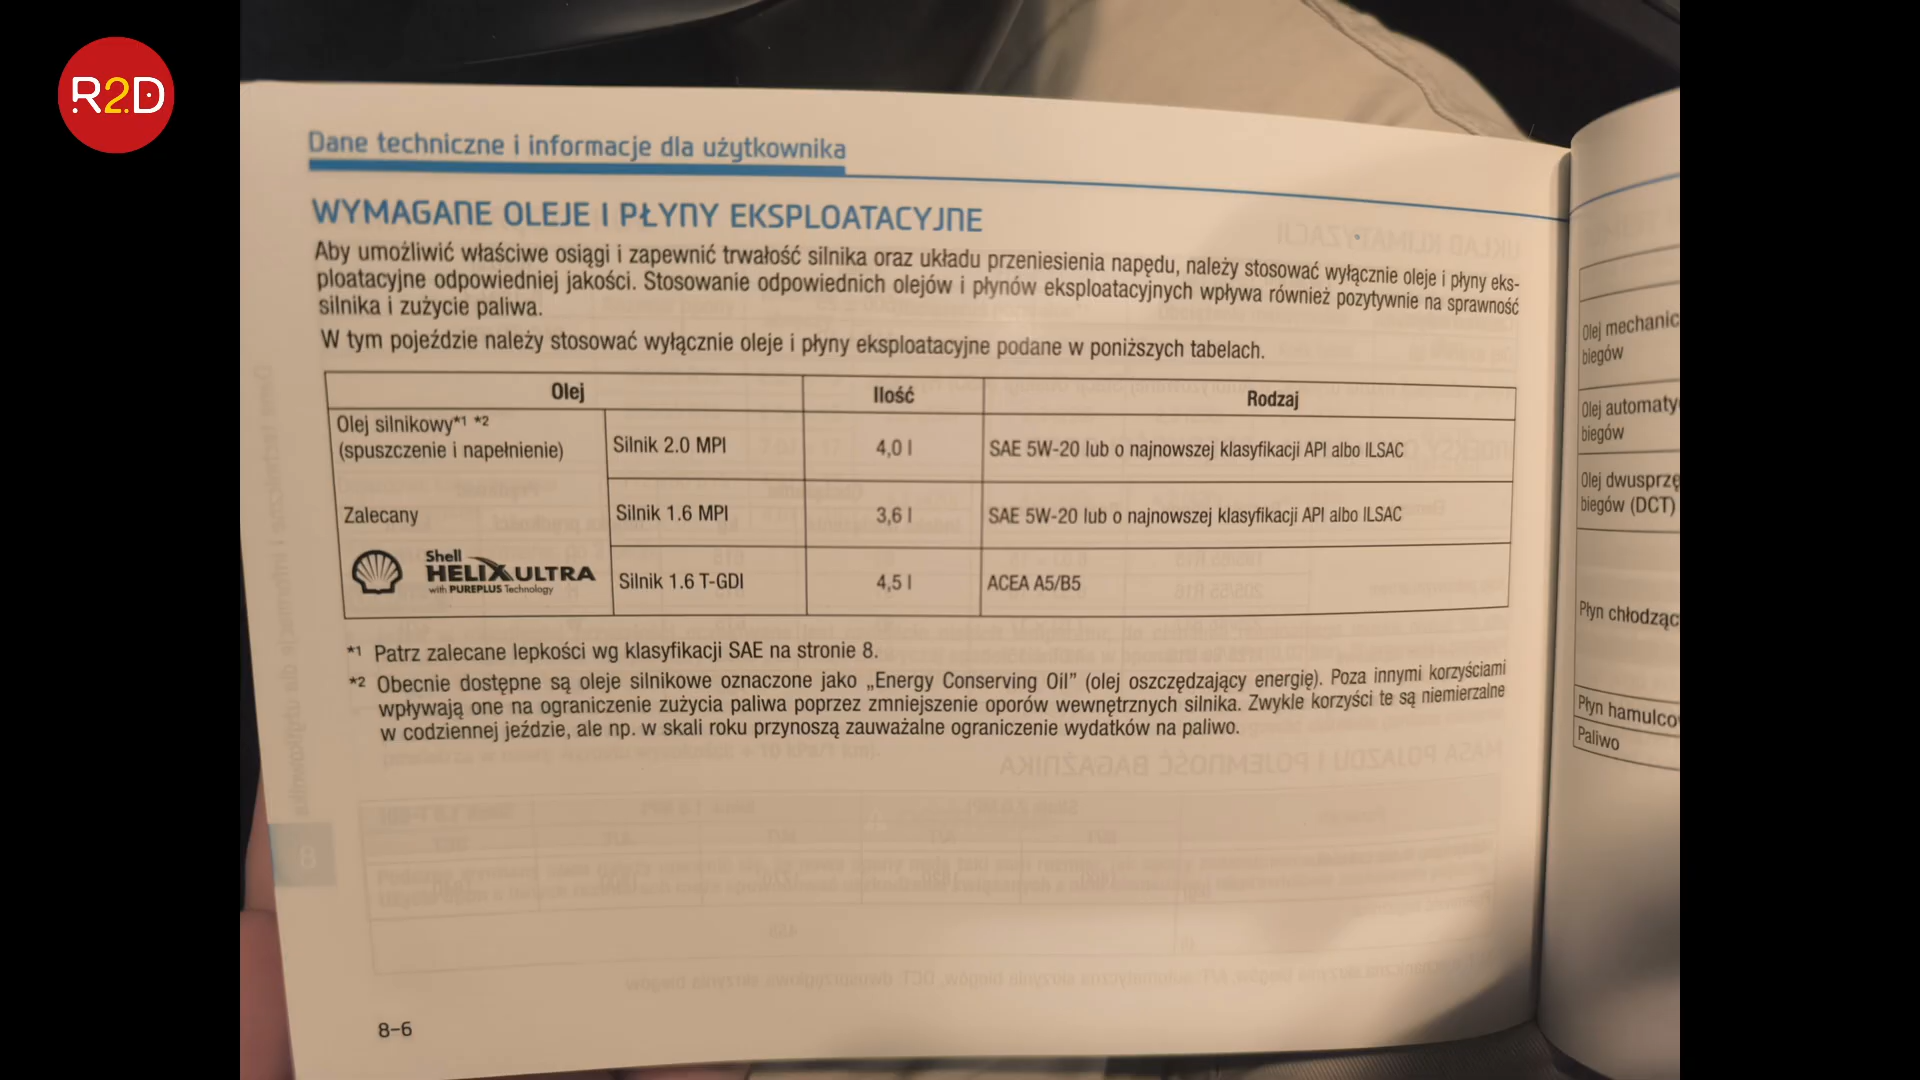 R2D
Dane techniczne i informacje dla użytkownika
WYMAGANE OLEJE I PŁYNY EKSPLOATACYJNE
Aby umożliwić właściwe osiągi i zapewnić trwałość silnika oraz układu przeniesienia napędu, należy stosować wyłącznie oleje i płyny eks-
ploatacyjne odpowiedniej jakości. Stosowanie odpowiednich olejów i płynów eksploatacyjnych wpływa również pozytywnie na sprawność
silnika i zużycie paliwa.
W tym pojeździe należy stosować wyłącznie oleje i płyny eksploatacyjne podane w poniższych tabelach.
Olej Ilość Rodzaj
Olej silnikowy*1 *2
(spuszczenie i napełnienie)
Silnik 2.0 MPI 4,0 l SAE 5W-20 lub o najnowszej klasyfikacji API albo ILSAC
Zalecany
Silnik 1.6 MPI 3,6 l SAE 5W-20 lub o najnowszej klasyfikacji API albo ILSAC
Shell
HELIX ULTRA
with PUREPLUS Technology
Silnik 1.6 T-GDI 4,5 l ACEA A5/B5
*1 Patrz zalecane lepkości wg klasyfikacji SAE na stronie 8.
*2 Obecnie dostępne są oleje silnikowe oznaczone jako „Energy Conserving Oil” (olej oszczędzający energię). Poza innymi korzyściami
wpływają one na ograniczenie zużycia paliwa poprzez zmniejszenie oporów wewnętrznych silnika. Zwykle korzyści te są niemierzalne
w codziennej jeździe, ale np. w skali roku przynoszą zauważalne ograniczenie wydatków na paliwo.
8
8-6
Olej mechanic
biegów
Olej automaty
biegów
Olej dwusprzę
biegów (DCT)
Płyn chłodząc
Płyn hamulco
Paliwo